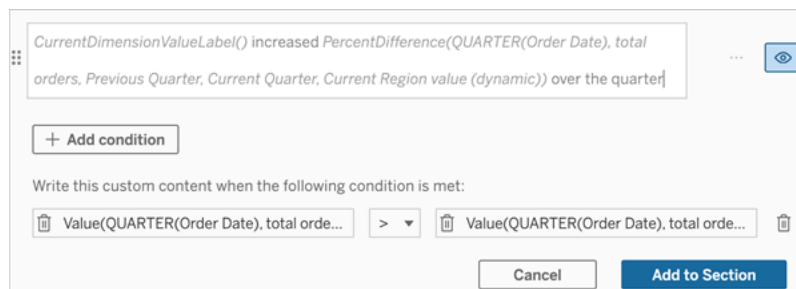 CurrentDimensionValueLabel() increased PercentDifference(QUARTER(Order Date), total
orders, Previous Quarter, Current Quarter, Current Region value (dynamic)) over the quarter
+ Add condition
Write this custom content when the following condition is met:
Value(QUARTER(Order Date), total orde... > Value(QUARTER(Order Date), total orde...
Cancel Add to Section